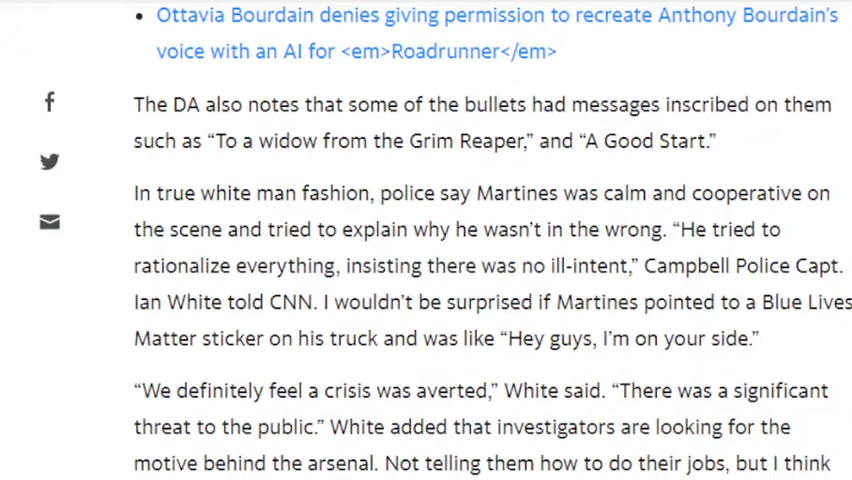 Ottavia Bourdain denies giving permission to recreate Anthony Bourdain's
voice with an AI for <em>Roadrunner</em>
The DA also notes that some of the bullets had messages inscribed on them
such as “To a widow from the Grim Reaper,” and “A Good Start.”
In true white man fashion, police say Martines was calm and cooperative on
the scene and tried to explain why he wasn’t in the wrong. “He tried to
rationalize everything, insisting there was no ill-intent,” Campbell Police Capt.
Ian White told CNN. I wouldn’t be surprised if Martines pointed to a Blue Lives
Matter sticker on his truck and was like “Hey guys, I’m on your side.”
“We definitely feel a crisis was averted,” White said. “There was a significant
threat to the public.” White added that investigators are looking for the
motive behind the arsenal. Not telling them how to do their jobs, but I think